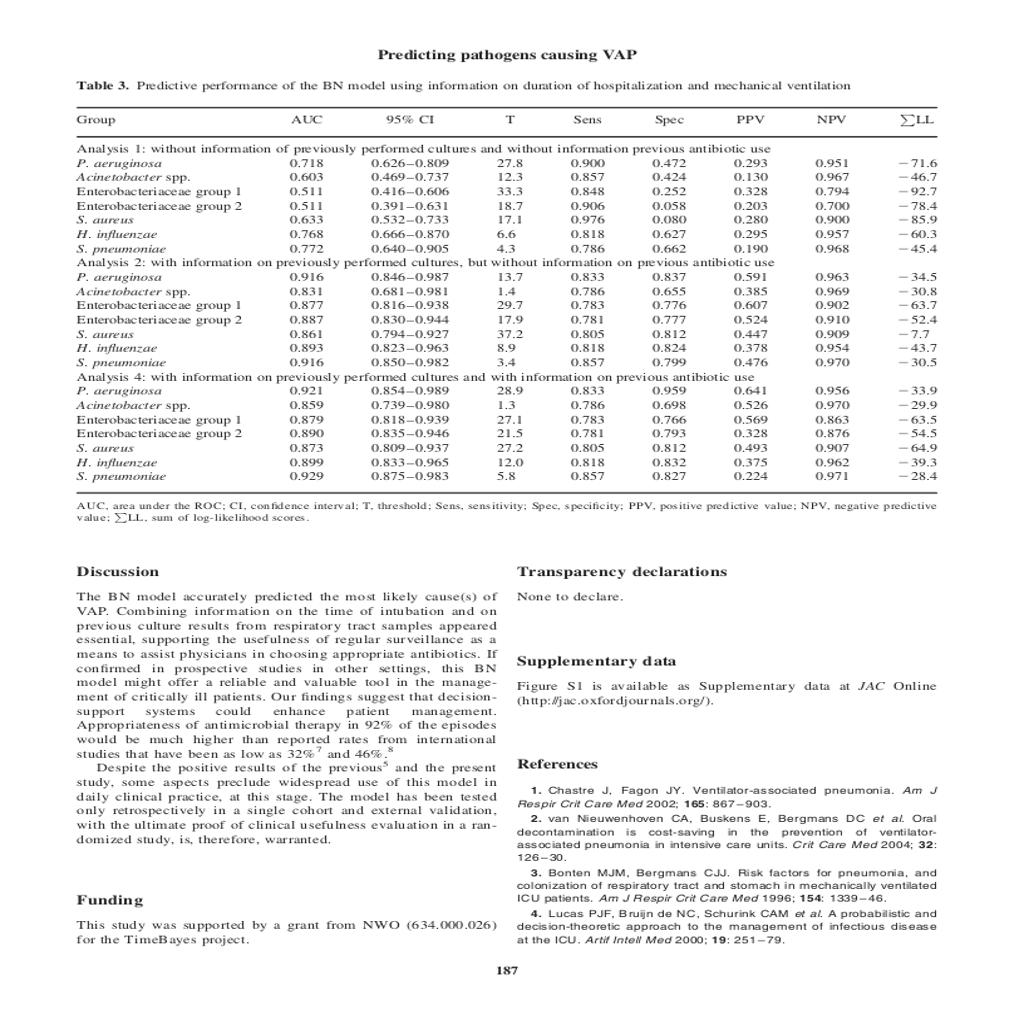 Predicting pathogens causing VAP
Table 3. Predictive performance of the BN model using information on duration of hospitalization and mechanical ventilation
Group AUC 95% CI T Sens Spec PPV NPV ∑LL
Analysis 1: without information of previously performed cultures and without information previous antibiotic use
P. aeruginosa 0.718 0.626–0.809 27.8 0.900 0.472 0.293 0.951 −71.6
Acinetobacter spp. 0.603 0.469–0.737 12.3 0.857 0.424 0.130 0.967 −46.7
Enterobacteriaceae group 1 0.511 0.416–0.606 33.3 0.848 0.252 0.328 0.794 −92.7
Enterobacteriaceae group 2 0.511 0.391–0.631 18.7 0.906 0.058 0.203 0.700 −78.4
S. aureus 0.633 0.532–0.733 17.1 0.976 0.080 0.280 0.900 −85.9
H. influenzae 0.768 0.666–0.870 6.6 0.818 0.627 0.295 0.957 −60.3
S. pneumoniae 0.772 0.640–0.905 4.3 0.786 0.662 0.190 0.968 −45.4
Analysis 2: with information on previously performed cultures, but without information on previous antibiotic use
P. aeruginosa 0.916 0.846–0.987 13.7 0.833 0.837 0.591 0.963 −34.5
Acinetobacter spp. 0.831 0.681–0.981 1.4 0.786 0.655 0.385 0.969 −30.8
Enterobacteriaceae group 1 0.877 0.816–0.938 29.7 0.783 0.776 0.607 0.902 −63.7
Enterobacteriaceae group 2 0.887 0.830–0.944 17.9 0.781 0.777 0.524 0.910 −52.4
S. aureus 0.861 0.794–0.927 37.2 0.805 0.812 0.447 0.909 −7.7
H. influenzae 0.893 0.823–0.963 8.9 0.818 0.824 0.378 0.954 −43.7
S. pneumoniae 0.916 0.850–0.982 3.4 0.857 0.799 0.476 0.970 −30.5
Analysis 4: with information on previously performed cultures and with information on previous antibiotic use
P. aeruginosa 0.921 0.854–0.989 28.9 0.833 0.959 0.641 0.956 −33.9
Acinetobacter spp. 0.859 0.739–0.980 1.3 0.786 0.698 0.526 0.970 −29.9
Enterobacteriaceae group 1 0.879 0.818–0.939 27.1 0.783 0.766 0.569 0.863 −63.5
Enterobacteriaceae group 2 0.890 0.835–0.946 21.5 0.781 0.793 0.328 0.876 −54.5
S. aureus 0.873 0.809–0.937 27.2 0.805 0.812 0.493 0.907 −64.9
H. influenzae 0.899 0.833–0.965 12.0 0.818 0.832 0.375 0.962 −39.3
S. pneumoniae 0.929 0.875–0.983 5.8 0.857 0.827 0.224 0.971 −28.4
AUC, area under the ROC; CI, confidence interval; T, threshold; Sens, sensitivity; Spec, specificity; PPV, positive predictive value; NPV, negative predictive
value; ∑LL, sum of log-likelihood scores.
Discussion
The BN model accurately predicted the most likely cause(s) of
VAP. Combining information on the time of intubation and on
previous culture results from respiratory tract samples appeared
essential, supporting the usefulness of regular surveillance as a
means to assist physicians in choosing appropriate antibiotics. If
confirmed in prospective studies in other settings, this BN
model might offer a reliable and valuable tool in the manage-
ment of critically ill patients. Our findings suggest that decision-
support systems could enhance patient management.
Appropriateness of antimicrobial therapy in 92% of the episodes
would be much higher than reported rates from international
studies that have been as low as 32%7 and 46%.8
Despite the positive results of the previous5 and the present
study, some aspects preclude widespread use of this model in
daily clinical practice, at this stage. The model has been tested
only retrospectively in a single cohort and external validation,
with the ultimate proof of clinical usefulness evaluation in a ran-
domized study, is, therefore, warranted.
Funding
This study was supported by a grant from NWO (634.000.026)
for the TimeBayes project.
Transparency declarations
None to declare.
Supplementary data
Figure S1 is available as Supplementary data at JAC Online
(http://jac.oxfordjournals.org/).
References
1. Chastre J, Fagon JY. Ventilator-associated pneumonia. Am J
Respir Crit Care Med 2002; 165: 867–903.
2. van Nieuwenhoven CA, Buskens E, Bergmans DC et al. Oral
decontamination is cost-saving in the prevention of ventilator-
associated pneumonia in intensive care units. Crit Care Med 2004; 32:
126–30.
3. Bonten MJM, Bergmans CJJ. Risk factors for pneumonia, and
colonization of respiratory tract and stomach in mechanically ventilated
ICU patients. Am J Respir Crit Care Med 1996; 154: 1339–46.
4. Lucas PJF, Bruijn de NC, Schurink CAM et al. A probabilistic and
decision-theoretic approach to the management of infectious disease
at the ICU. Artif Intell Med 2000; 19: 251–79.
187